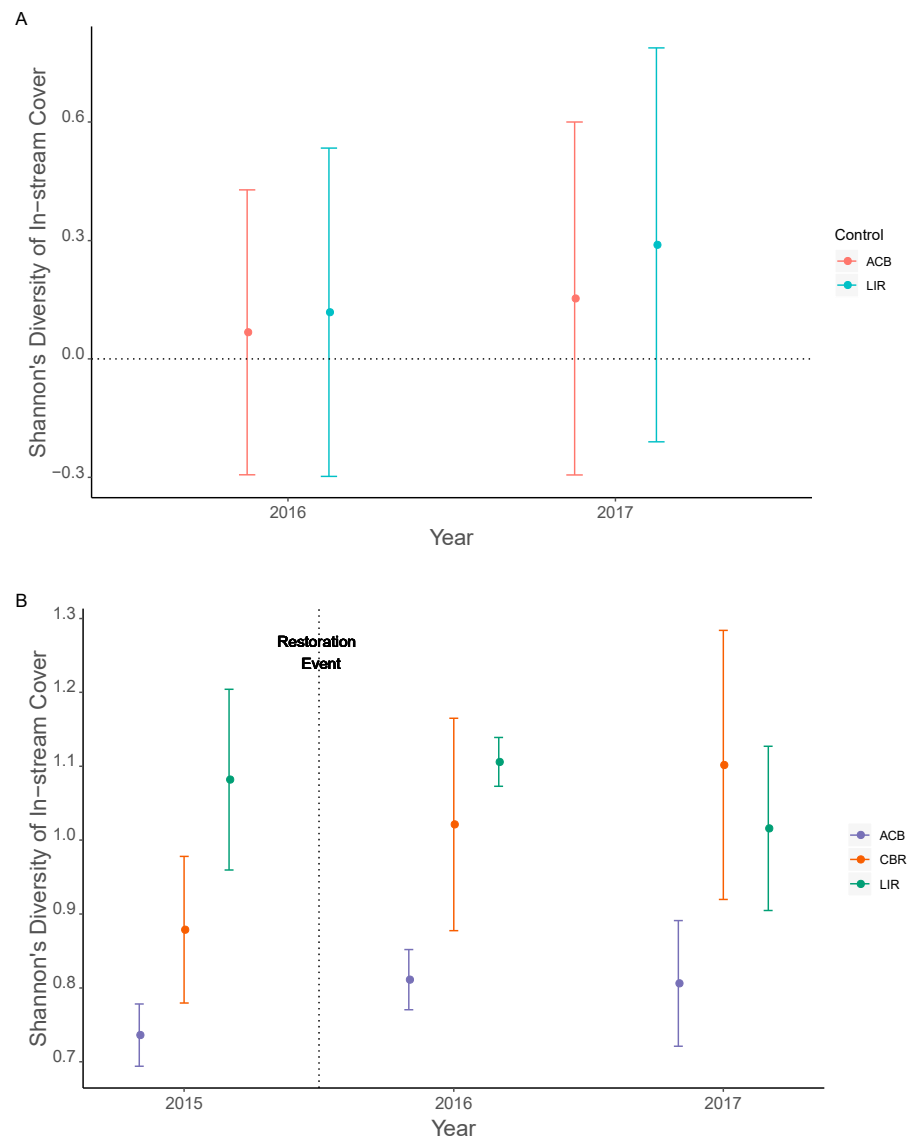 A
Shannon's Diversity of In−stream Cover
0.6
0.3
0.0
−0.3
2016
2017
Year
Control
ACB
LIR
B
Shannon's Diversity of In−stream Cover
1.3
1.2
1.1
1.0
0.9
0.8
0.7
Restoration
Event
2015
2016
2017
Year
ACB
CBR
LIR